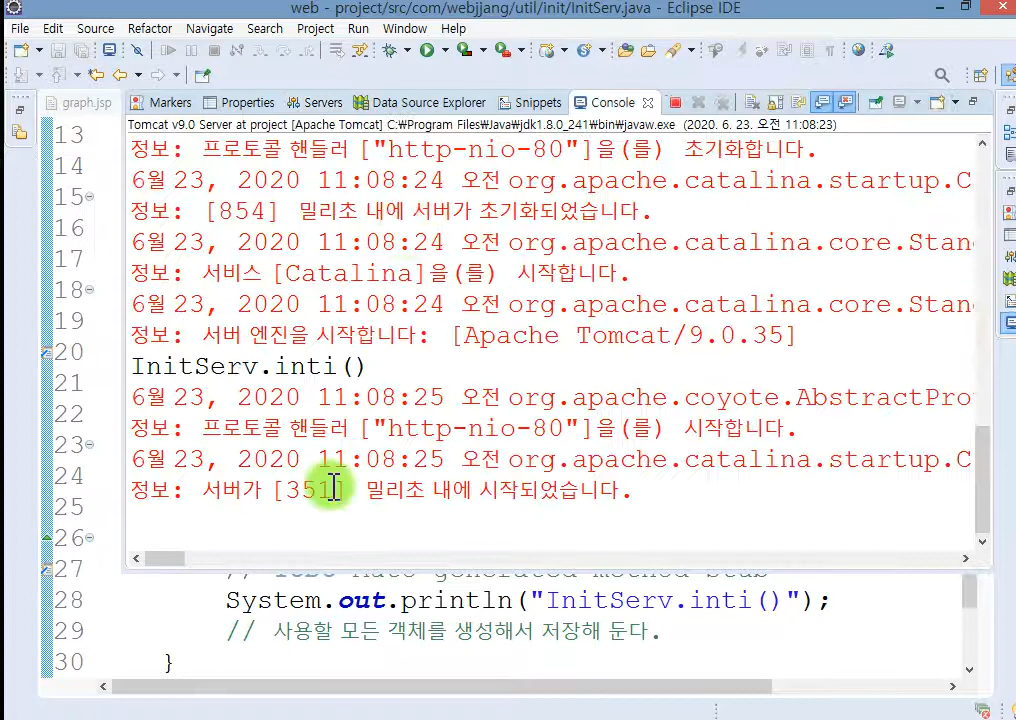 web - project/src/com/webjjang/util/init/InitServ.java - Eclipse IDE
File Edit Source Refactor Navigate Search Project Run Window Help
graph.jsp Markers Properties Servers Data Source Explorer Snippets Console
Tomcat v9.0 Server at project [Apache Tomcat] C:₩Program Files₩Java₩jdk1.8.0_241₩bin₩javaw.exe (2020. 6. 23. 오전 11:08:23)
13 정보: 프로토콜 핸들러 ["http-nio-80"]을(를) 초기화합니다.
14 6월 23, 2020 11:08:24 오전 org.apache.catalina.startup.C
15 정보: [854] 밀리초 내에 서버가 초기화되었습니다.
16 6월 23, 2020 11:08:24 오전 org.apache.catalina.core.Stan
17 정보: 서비스 [Catalina]을(를) 시작합니다.
18 6월 23, 2020 11:08:24 오전 org.apache.catalina.core.Stan
19 정보: 서버 엔진을 시작합니다: [Apache Tomcat/9.0.35]
20 InitServ.inti()
21 6월 23, 2020 11:08:25 오전 org.apache.coyote.AbstractPro
22 정보: 프로토콜 핸들러 ["http-nio-80"]을(를) 시작합니다.
23 6월 23, 2020 11:08:25 오전 org.apache.catalina.startup.C
24 정보: 서버가 [351] 밀리초 내에 시작되었습니다.
25
26
27 // TODO Auto-generated method stub
28 System.out.println("InitServ.inti()");
29 // 사용할 모든 객체를 생성해서 저장해 둔다.
30 }